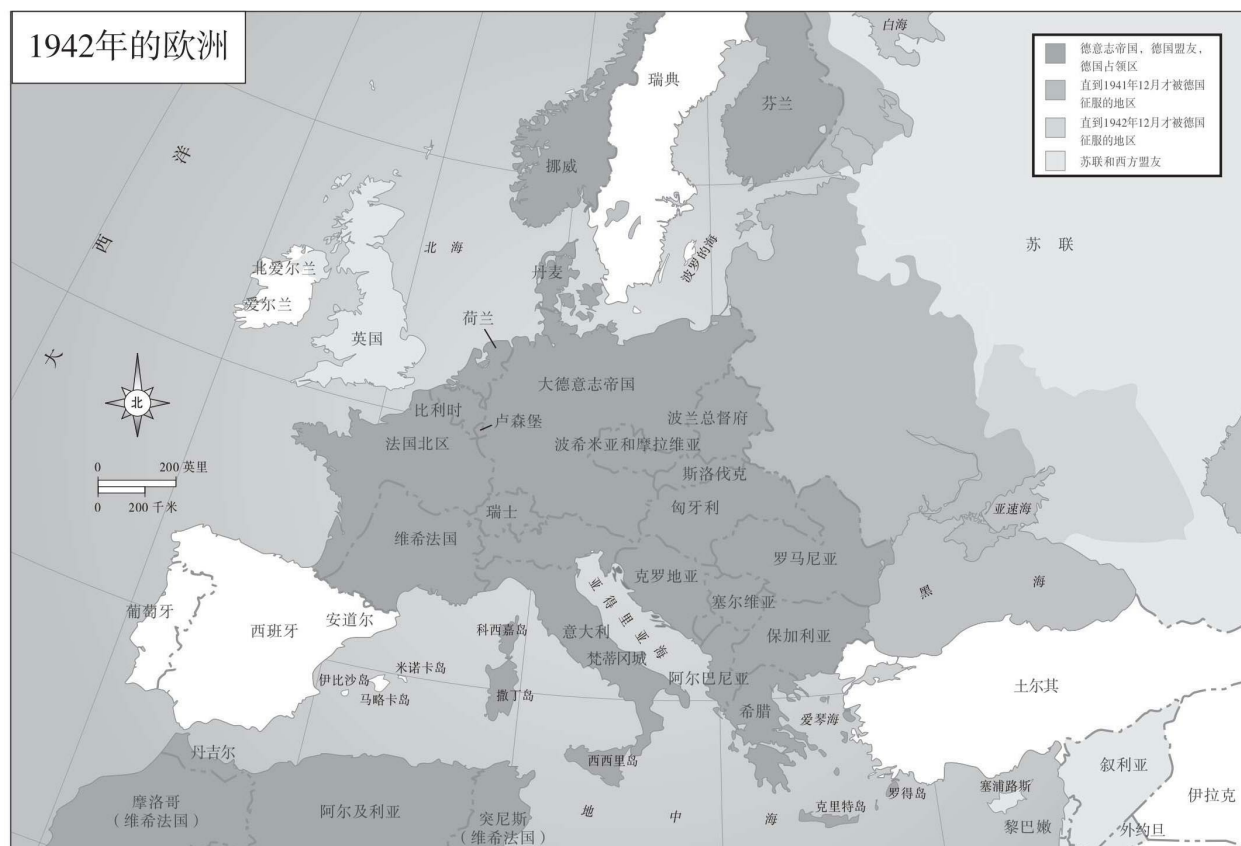 1942年的欧洲
德意志帝国，德国盟友，
德国占领区
直到1941年12月才被德国
征服的地区
直到1942年12月才被德国
征服的地区
苏联和西方盟友
白海
瑞典
芬兰
挪威
大西洋
北海
波罗的海
苏联
北爱尔兰
爱尔兰
英国
丹麦
荷兰
大德意志帝国
比利时
卢森堡
波兰总督府
法国北区
波希米亚和摩拉维亚
北
0 200 英里
0 200 千米
斯洛伐克
瑞士
匈牙利
亚速海
维希法国
罗马尼亚
克罗地亚
黑海
亚得里亚海
塞尔维亚
葡萄牙
西班牙
安道尔
科西嘉岛
意大利
保加利亚
梵蒂冈城
伊比沙岛
米诺卡岛
马略卡岛
撒丁岛
阿尔巴尼亚
土耳其
希腊
爱琴海
丹吉尔
西西里岛
叙利亚
塞浦路斯
罗得岛
伊拉克
摩洛哥
（维希法国）
阿尔及利亚
突尼斯
（维希法国）
地中海
克里特岛
黎巴嫩
外约旦